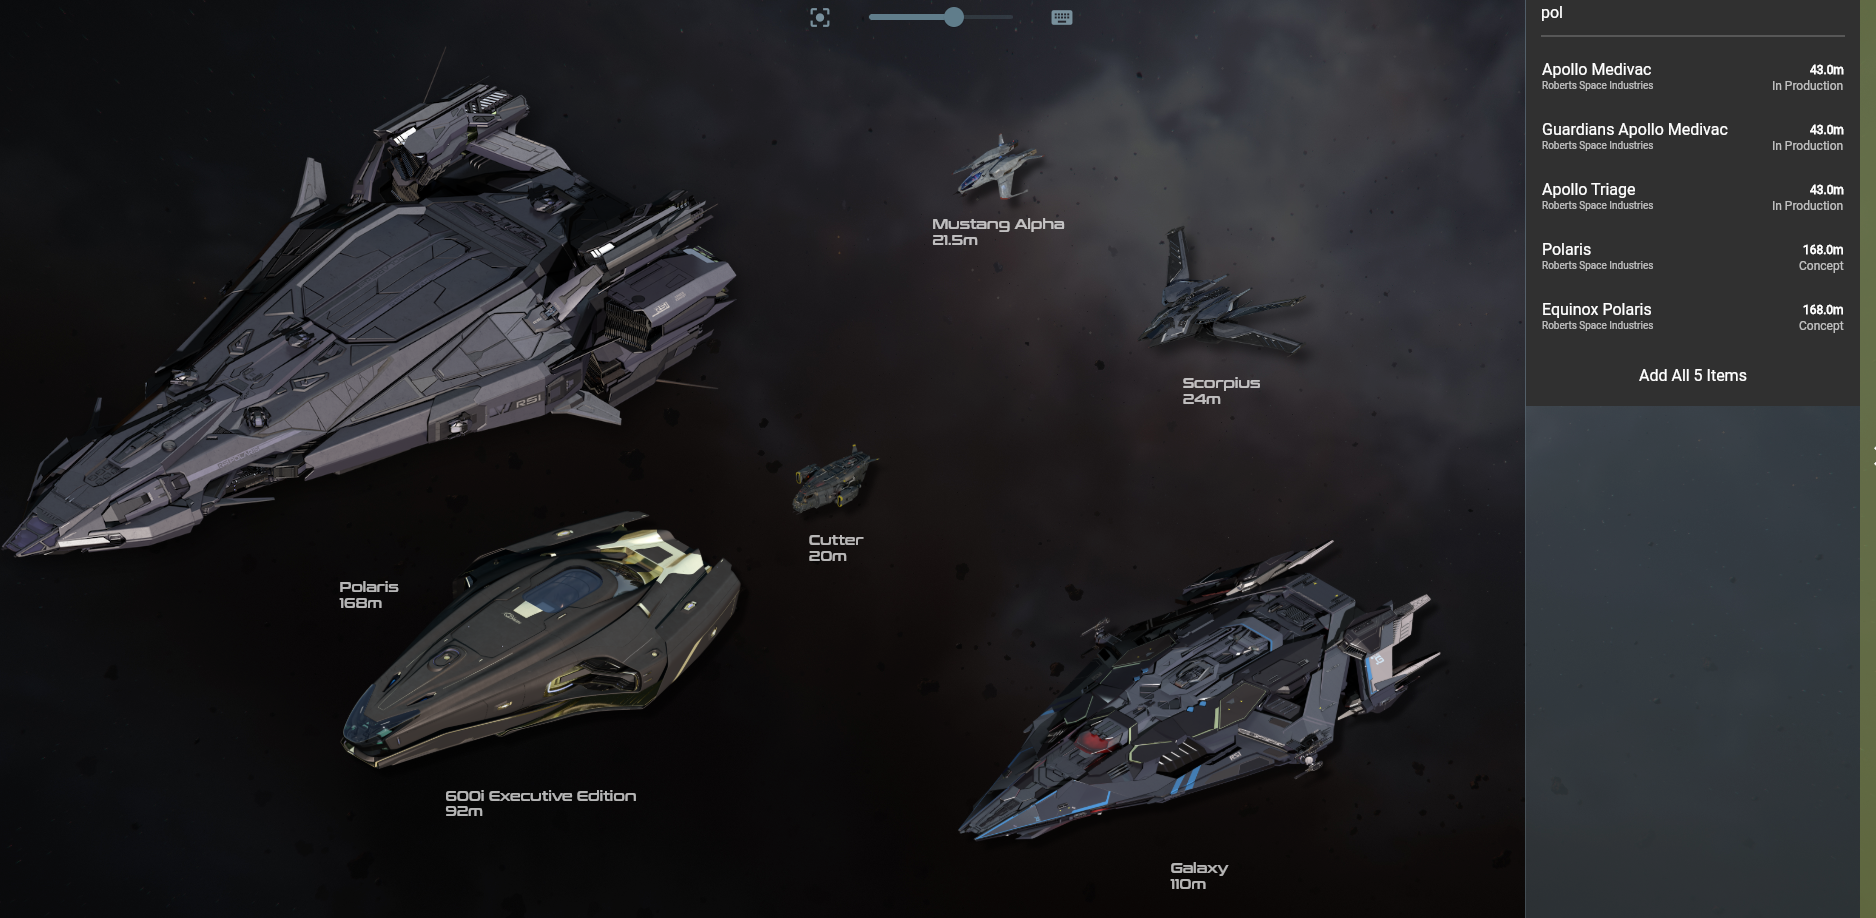 pol
Apollo Medivac 43.0m
Roberts Space Industries In Production
Guardians Apollo Medivac 43.0m
Roberts Space Industries In Production
Apollo Triage 43.0m
Roberts Space Industries In Production
Polaris 168.0m
Roberts Space Industries Concept
Equinox Polaris 168.0m
Roberts Space Industries Concept
Add All 5 Items
Mustang Alpha
21.5m
Scorpius
24m
RSI
Cutter
20m
Polaris
168m
600i Executive Edition
92m
Galaxy
110m